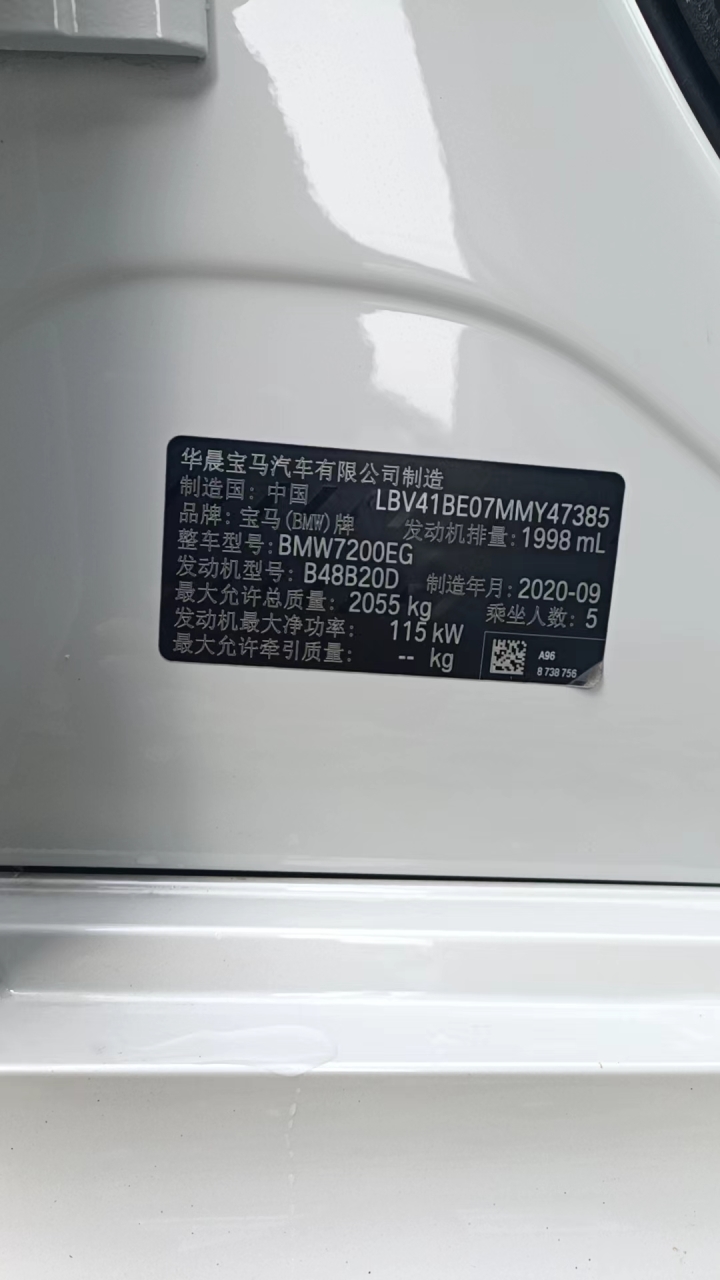 华晨宝马汽车有限公司制造
制造国: 中国 LBV41BE07MMY47385
品牌: 宝马(BMW)牌 发动机排量: 1998 mL
整车型号: BMW7200EG
发动机型号: B48B20D 制造年月: 2020-09
最大允许总质量: 2055 kg 乘坐人数: 5
发动机最大净功率: 115 kW
最大允许牵引质量: -- kg
A96
8 738 756